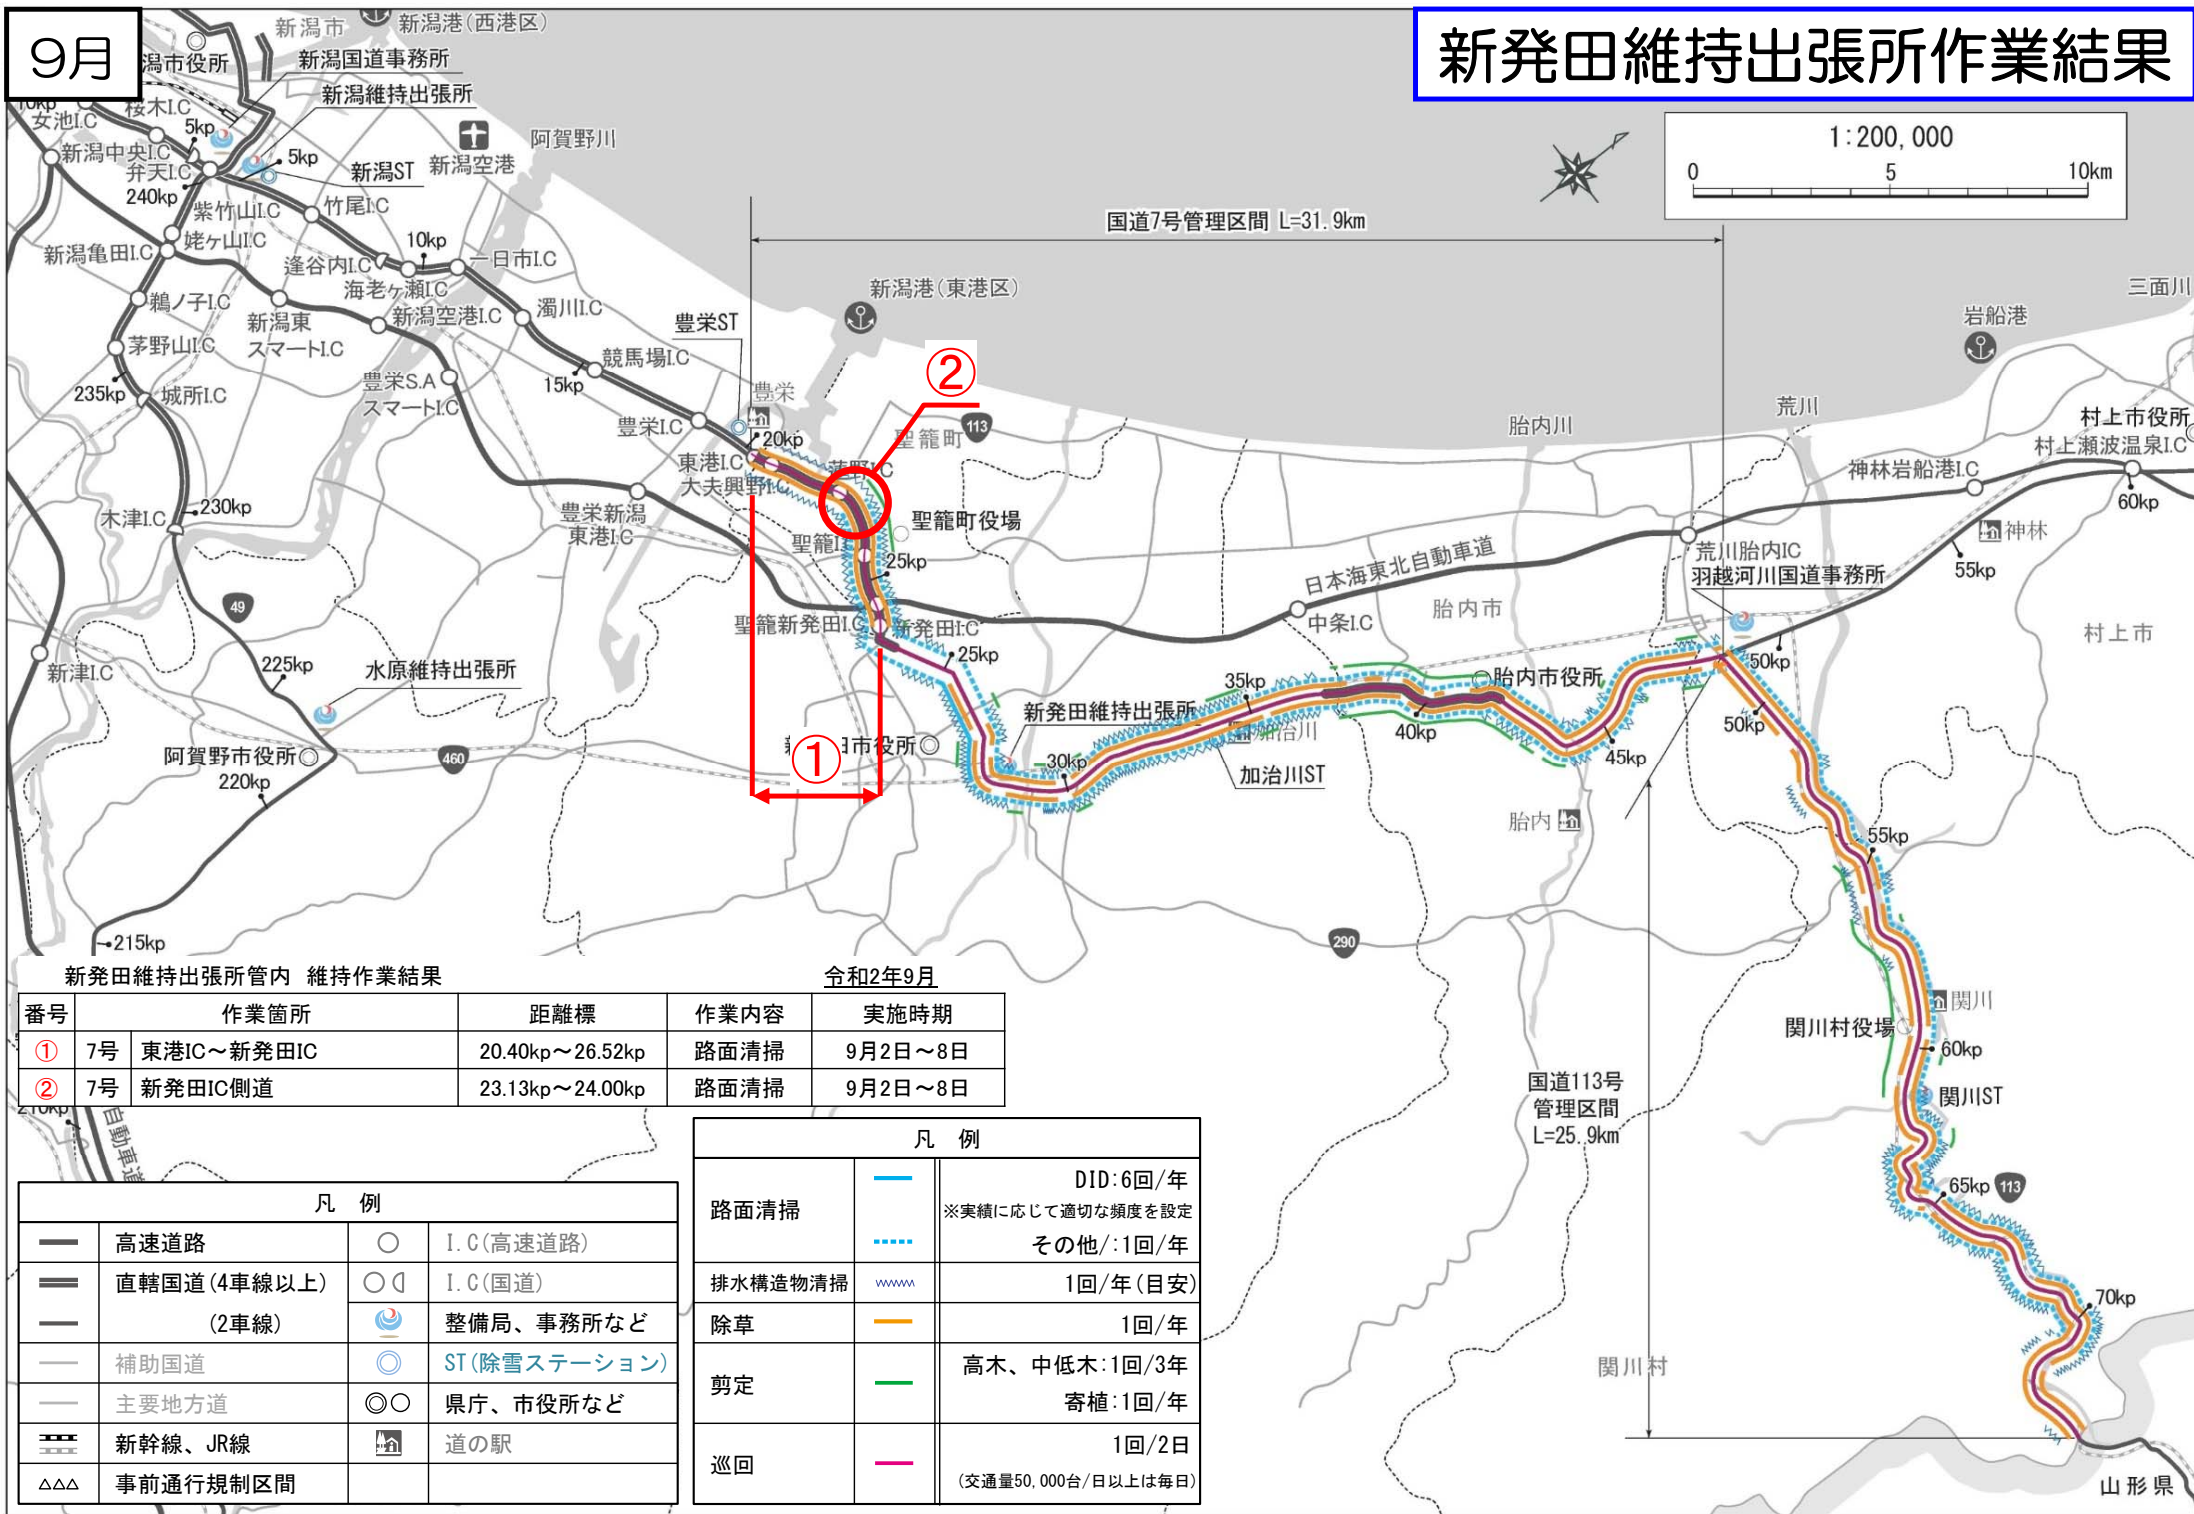 9月
新発田維持出張所作業結果
新潟市
新潟港(西港区)
潟市役所
新潟国道事務所
新潟維持出張所
10kp
桜木I.C
女池I.C
5kp
新潟中央I.C
弁天I.C
5kp
新潟ST
新潟空港
阿賀野川
240kp
紫竹山I.C
竹尾I.C
姥ヶ山I.C
新潟亀田I.C
10kp
逢谷内I.C
一日市I.C
海老ヶ瀬I.C
鵜ノ子I.C
新潟東
スマートI.C
新潟空港I.C
濁川I.C
茅野山I.C
競馬場I.C
15kp
235kp
城所I.C
豊栄S.A
スマートI.C
豊栄ST
豊栄
豊栄I.C
20kp
東港I.C
大夫興野I.C
新潟港(東港区)
1:200,000
0 5 10km
国道7号管理区間 L=31.9km
三面川
岩船港
荒川
胎内川
村上市役所
村上瀬波温泉I.C
神林岩船港I.C
60kp
神林
55kp
②
聖籠町
113
蓮野I.C
聖籠町役場
聖籠I
25kp
豊栄新潟
東港I.C
木津I.C
230kp
49
新津I.C
225kp
水原維持出張所
阿賀野市役所
220kp
460
215kp
聖籠新発田I.C
新発田I.C
25kp
日本海東北自動車道
中条I.C
胎内市
荒川胎内IC
羽越河川国道事務所
村上市
50kp
50kp
35kp
胎内市役所
新発田維持出張所
市役所
①
30kp
加治川
加治川ST
40kp
45kp
胎内
55kp
290
関川
関川村役場
60kp
関川ST
国道113号
管理区間
L=25.9km
65kp
113
70kp
関川村
山形県
新発田維持出張所管内 維持作業結果 令和2年9月
番号 作業箇所 距離標 作業内容 実施時期
① 7号 東港IC～新発田IC 20.40kp～26.52kp 路面清掃 9月2日～8日
② 7号 新発田IC側道 23.13kp～24.00kp 路面清掃 9月2日～8日
210kp
自動車道
凡 例
高速道路 I.C(高速道路)
直轄国道(4車線以上) I.C(国道)
(2車線) 整備局、事務所など
補助国道 ST(除雪ステーション)
主要地方道 県庁、市役所など
新幹線、JR線 道の駅
事前通行規制区間
凡 例
路面清掃 DID:6回/年
※実績に応じて適切な頻度を設定
その他/:1回/年
排水構造物清掃 1回/年(目安)
除草 1回/年
剪定 高木、中低木:1回/3年
寄植:1回/年
巡回 1回/2日
(交通量50,000台/日以上は毎日)